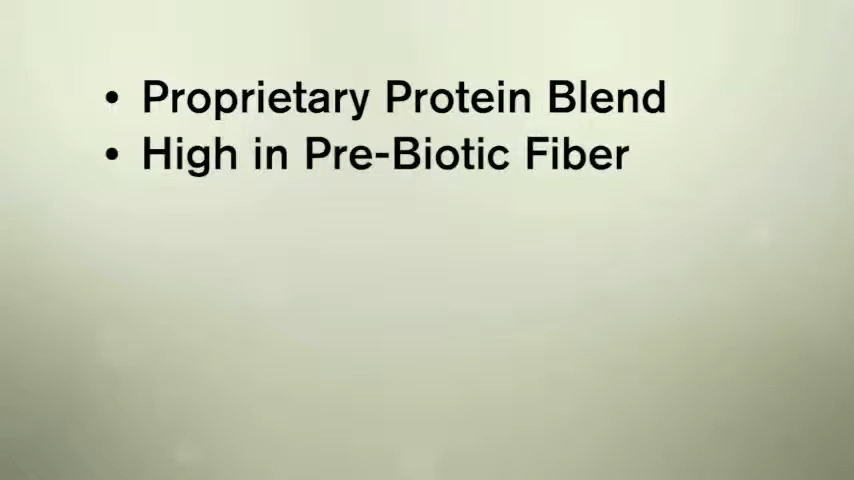 • Proprietary Protein Blend
• High in Pre-Biotic Fiber